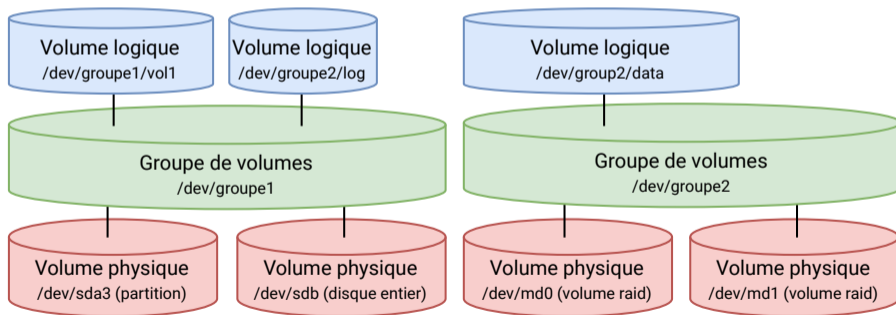 Volume logique
/dev/groupe1/vol1
Volume logique
/dev/groupe2/log
Volume logique
/dev/group2/data
Groupe de volumes
/dev/groupe1
Groupe de volumes
/dev/groupe2
Volume physique
/dev/sda3 (partition)
Volume physique
/dev/sdb (disque entier)
Volume physique
/dev/md0 (volume raid)
Volume physique
/dev/md1 (volume raid)